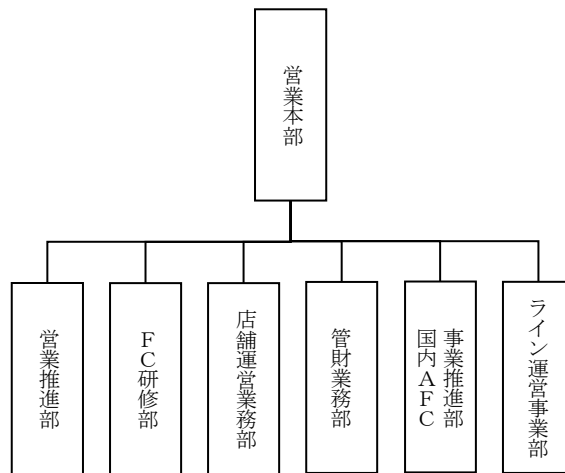 営業本部
営業推進部
FC研修部
店舗運営業務部
管財業務部
国内AFC
事業推進部
ライン運営事業部